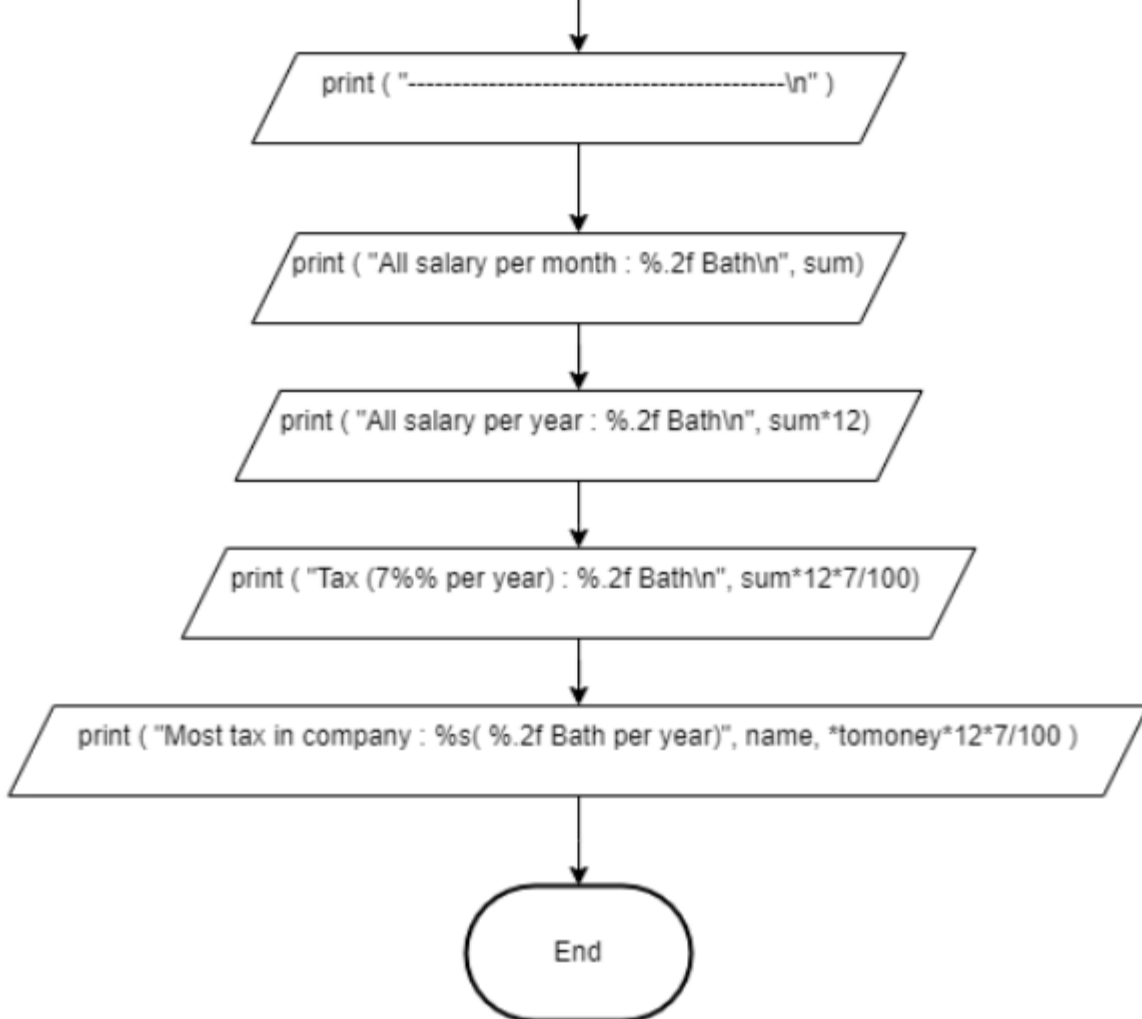 print ( "------------------------------------------\n" )
print ( "All salary per month : %.2f Bath\n", sum)
print ( "All salary per year : %.2f Bath\n", sum*12)
print ( "Tax (7%% per year) : %.2f Bath\n", sum*12*7/100)
print ( "Most tax in company : %s( %.2f Bath per year)", name, *tomoney*12*7/100 )
End